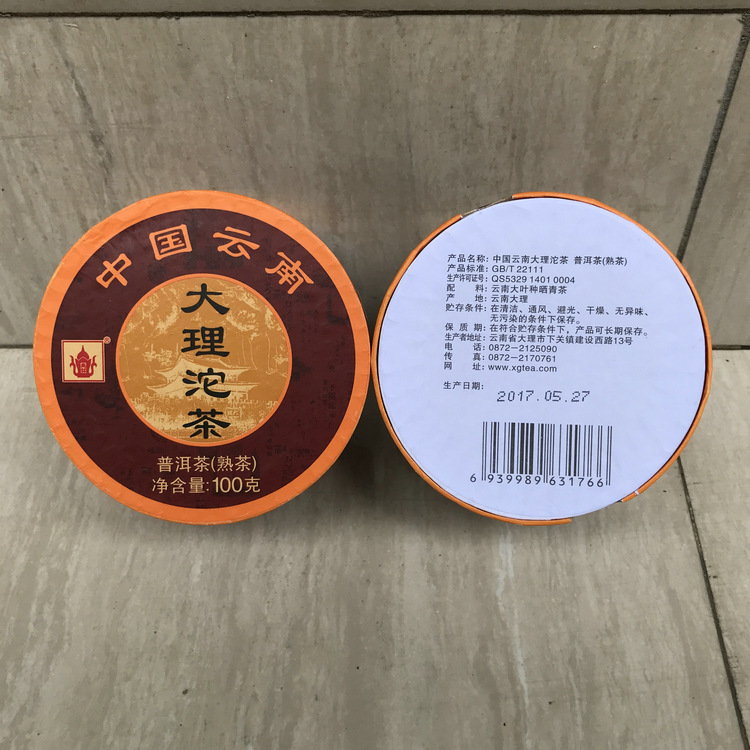 中国云南
大理沱茶
®
普洱茶(熟茶)
净含量:100克
产品名称: 中国云南大理沱茶 普洱茶(熟茶)
产品标准: GB/T 22111
生产许可证号: QS5329 1401 0004
配 料: 云南大叶种晒青茶
产 地: 云南大理
贮存条件: 在清洁、通风、避光、干燥、无异味、
无污染的条件下保存。
保 质 期: 在符合贮存条件下，产品可长期保存。
生产者地址: 云南省大理市下关镇建设西路13号
电 话: 0872-2125090
传 真: 0872-2170761
网 址: www.xgtea.com
生产日期: 2017.05.27
6 939989 631766